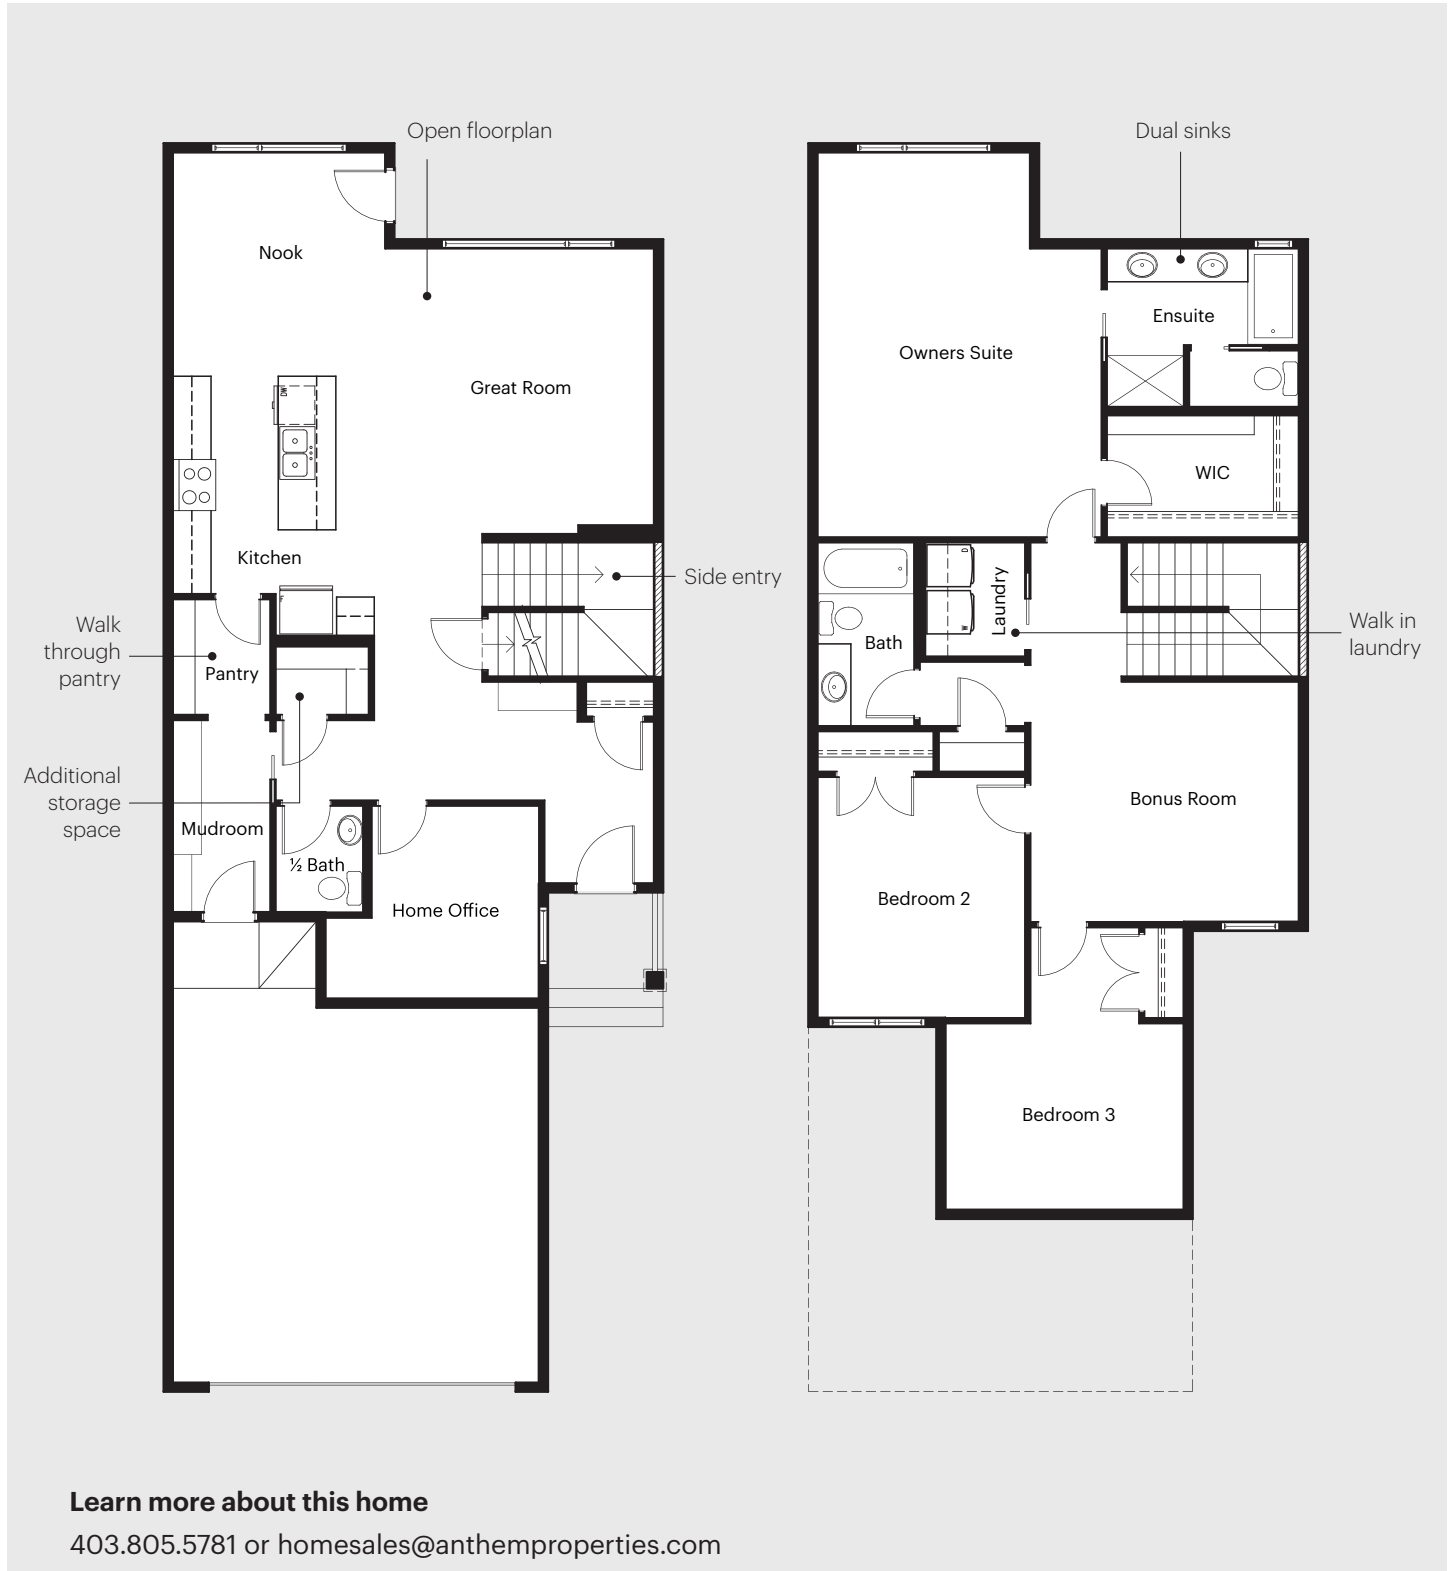 Open floorplan
Nook
Great Room
Kitchen
Side entry
Walk
through
pantry
Pantry
Additional
storage
space
Mudroom
½ Bath
Home Office
DW
F
Dual sinks
Ensuite
Owners Suite
WIC
Laundry
D
W
Bath
Walk in
laundry
Bonus Room
Bedroom 2
Bedroom 3
Learn more about this home
403.805.5781 or homesales@anthemproperties.com